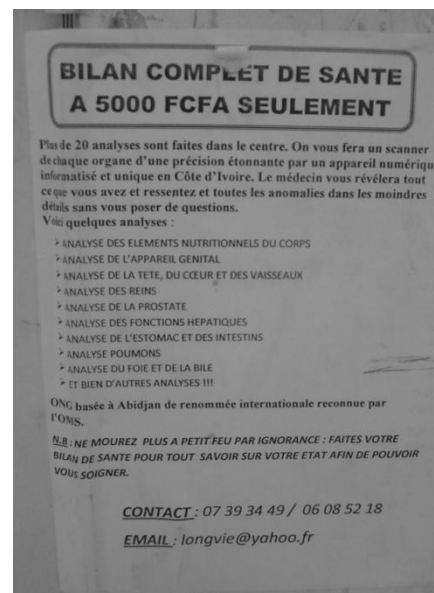 BILAN COMPLET DE SANTE
A 5000 FCFA SEULEMENT
Plus de 20 analyses sont faites dans le centre. On vous fera un scanner
de chaque organe d'une précision étonnante par un appareil numériqu
informatisé et unique en Côte d'Ivoire. Le médecin vous révélera tout
ce que vous avez et ressentez et toutes les anomalies dans les moindres
détails sans vous poser de questions.
Voici quelques analyses :
➢ ANALYSE DES ELEMENTS NUTRITIONNELS DU CORPS
➢ ANALYSE DE L'APPAREIL GENITAL
➢ ANALYSE DE LA TETE, DU CŒUR ET DES VAISSEAUX
➢ ANALYSE DES REINS
➢ ANALYSE DE LA PROSTATE
➢ ANALYSE DES FONCTIONS HEPATIQUES
➢ ANALYSE DE L'ESTOMAC ET DES INTESTINS
➢ ANALYSE POUMONS
➢ ANALYSE DU FOIE ET DE LA BILE
➢ ET BIEN D'AUTRES ANALYSES !!!
ONG basée à Abidjan de renommée internationale reconnue par
l'OMS.
N.B : NE MOUREZ PLUS A PETIT FEU PAR IGNORANCE : FAITES VOTRE
BILAN DE SANTE POUR TOUT SAVOIR SUR VOTRE ETAT AFIN DE POUVOIR
VOUS SOIGNER.
CONTACT : 07 39 34 49 / 06 08 52 18
EMAIL : longvie@yahoo.fr